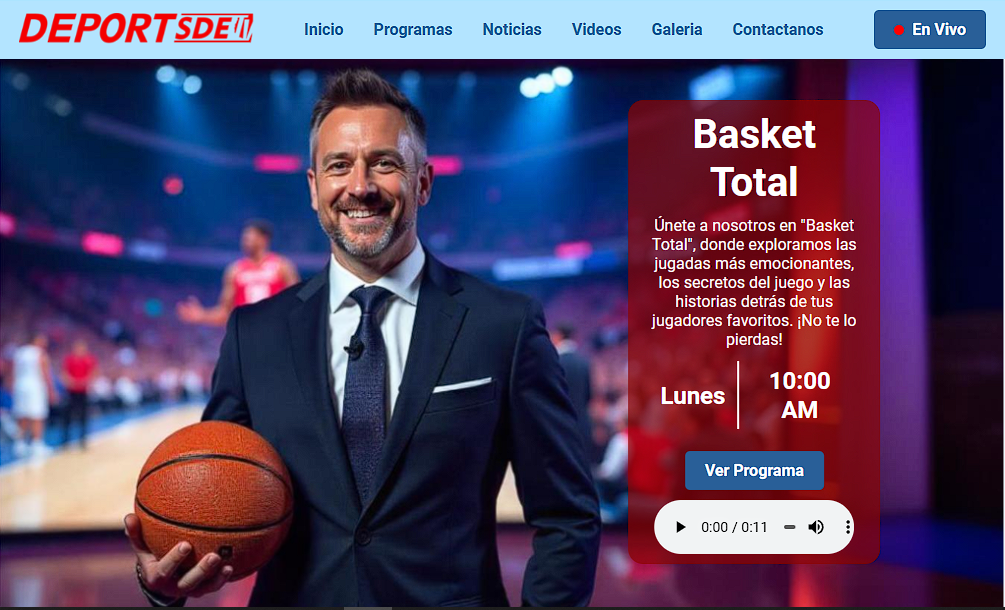 DEPORTSDE
Inicio
Programas
Noticias
Videos
Galeria
Contactanos
En Vivo
Basket
Total
Únete a nosotros en "Basket
Total", donde exploramos las
jugadas más emocionantes,
los secretos del juego y las
historias detrás de tus
jugadores favoritos. ¡No te lo
pierdas!
Lunes
10:00
AM
Ver Programa
0:00 / 0:11